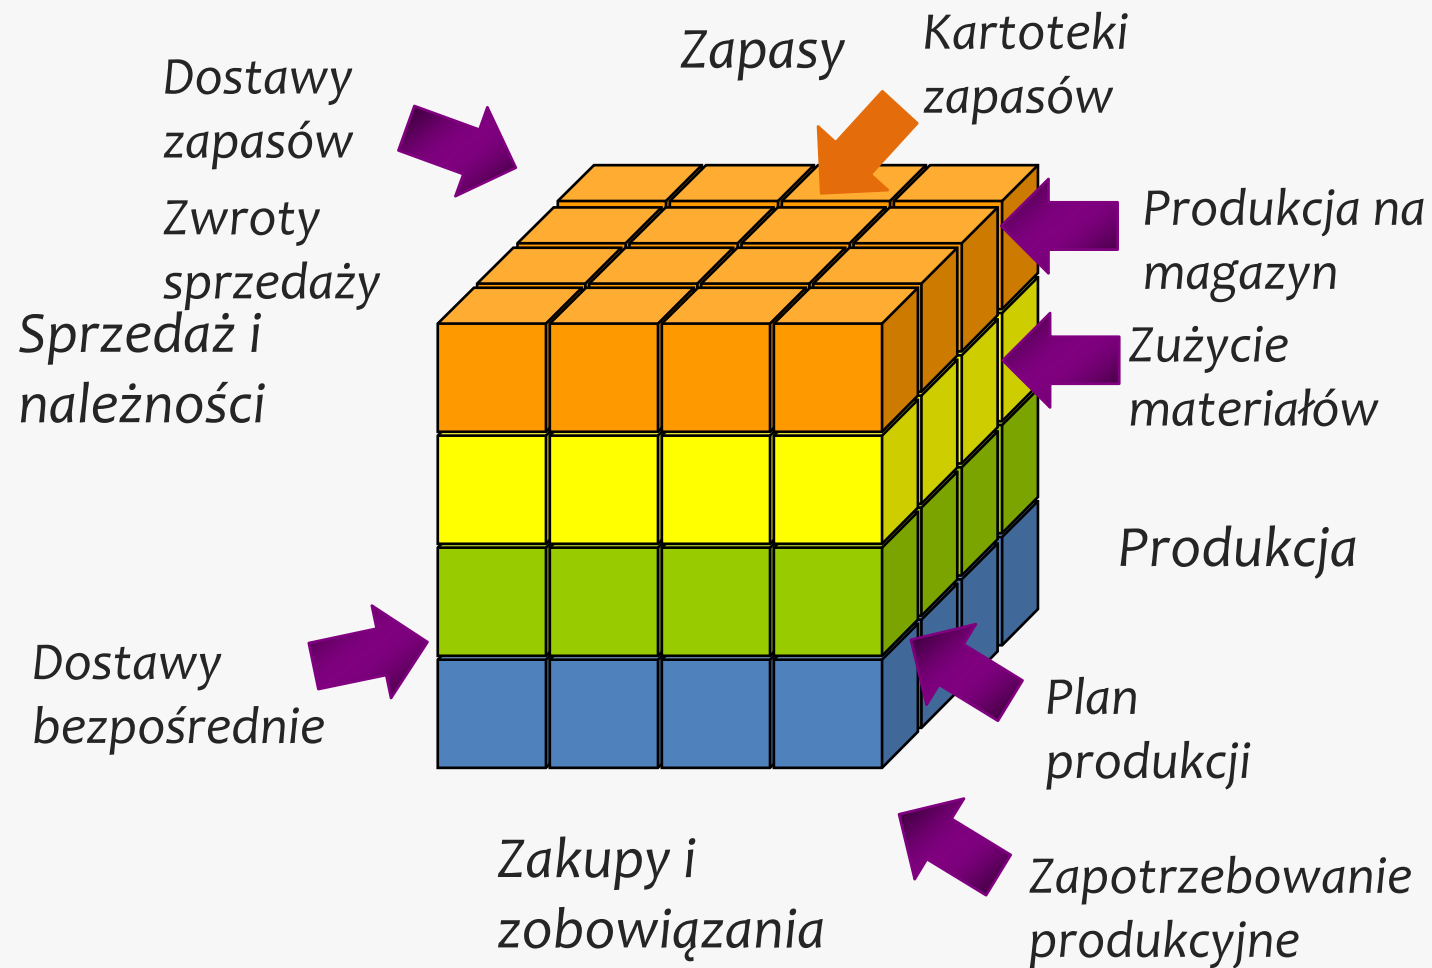 Zapasy
Kartoteki
zapasów
Dostawy
zapasów
Zwroty
sprzedaży
Sprzedaż i
należności
Produkcja na
magazyn
Zużycie
materiałów
Produkcja
Dostawy
bezpośrednie
Plan
produkcji
Zakupy i
zobowiązania
Zapotrzebowanie
produkcyjne